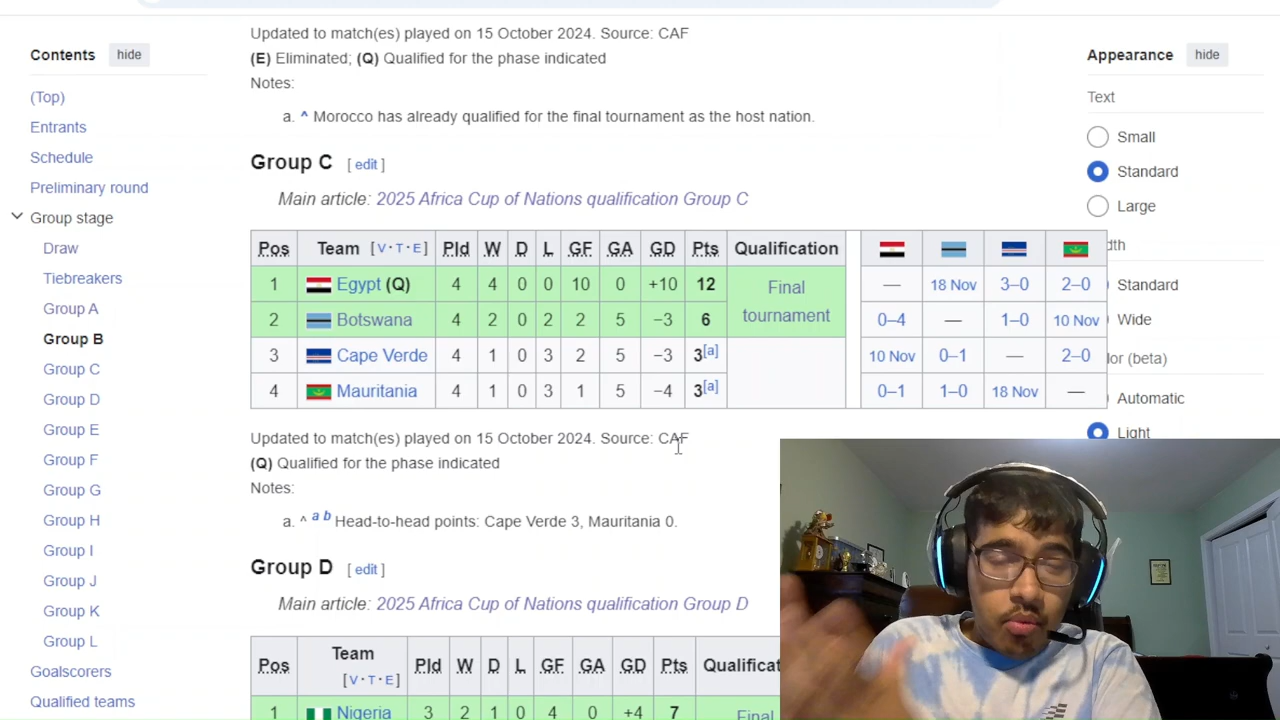 Updated to match(es) played on 15 October 2024. Source: CAF
(E) Eliminated; (Q) Qualified for the phase indicated
Notes:
a. ^ Morocco has already qualified for the final tournament as the host nation.
Contents hide
(Top)
Entrants
Schedule
Preliminary round
Group stage
Draw
Tiebreakers
Group A
Group B
Group C
Group D
Group E
Group F
Group G
Group H
Group I
Group J
Group K
Group L
Goalscorers
Qualified teams
Group C [ edit ]
Main article: 2025 Africa Cup of Nations qualification Group C
Pos Team [ V · T · E ] Pld W D L GF GA GD Pts Qualification
1 Egypt (Q) 4 4 0 0 10 0 +10 12 Final tournament — 18 Nov 3–0 2–0
2 Botswana 4 2 0 2 2 5 −3 6 0–4 — 1–0 10 Nov
3 Cape Verde 4 1 0 3 2 5 −3 3[a] 10 Nov 0–1 — 2–0
4 Mauritania 4 1 0 3 1 5 −4 3[a] 0–1 1–0 18 Nov —
Updated to match(es) played on 15 October 2024. Source: CAF
(Q) Qualified for the phase indicated
Notes:
a. ^ a b Head-to-head points: Cape Verde 3, Mauritania 0.
Group D [ edit ]
Main article: 2025 Africa Cup of Nations qualification Group D
Pos Team [ V · T · E ] Pld W D L GF GA GD Pts Qualificat
1 Nigeria 3 2 1 0 4 0 +4 7 Final
Appearance hide
Text
Small
Standard
Large
dth
Standard
Wide
lor (beta)
Automatic
Light